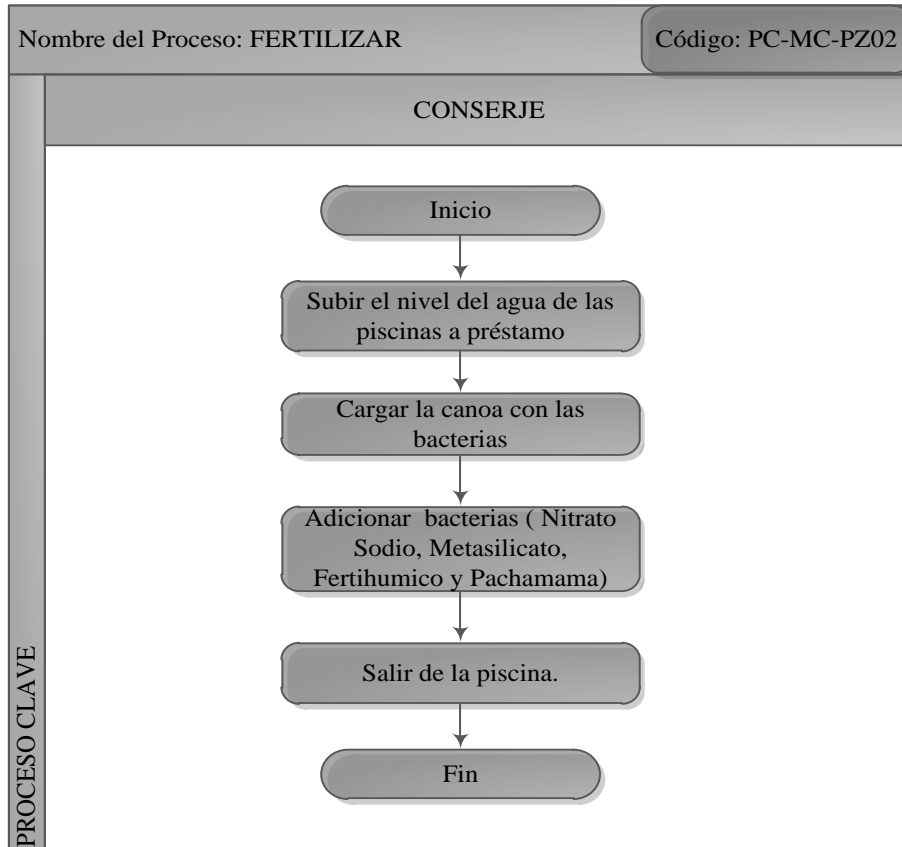 Nombre del Proceso: FERTILIZAR
Código: PC-MC-PZ02
CONSERJE
PROCESO CLAVE
Inicio
Subir el nivel del agua de las
piscinas a préstamo
Cargar la canoa con las
bacterias
Adicionar bacterias ( Nitrato
Sodio, Metasilicato,
Fertihumico y Pachamama)
Salir de la piscina.
Fin